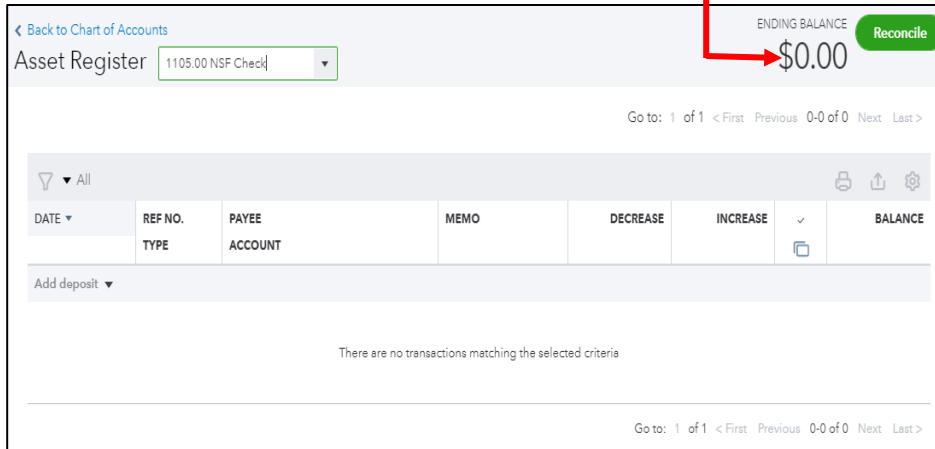 Back to Chart of Accounts
Asset Register 1105.00 NSF Check
ENDING BALANCE
$0.00
Reconcile
Go to: 1 of 1 < First Previous 0-0 of 0 Next Last >
All
DATE REF NO. PAYEE MEMO DECREASE INCREASE ✓ BALANCE
TYPE ACCOUNT
Add deposit
There are no transactions matching the selected criteria
Go to: 1 of 1 < First Previous 0-0 of 0 Next Last >